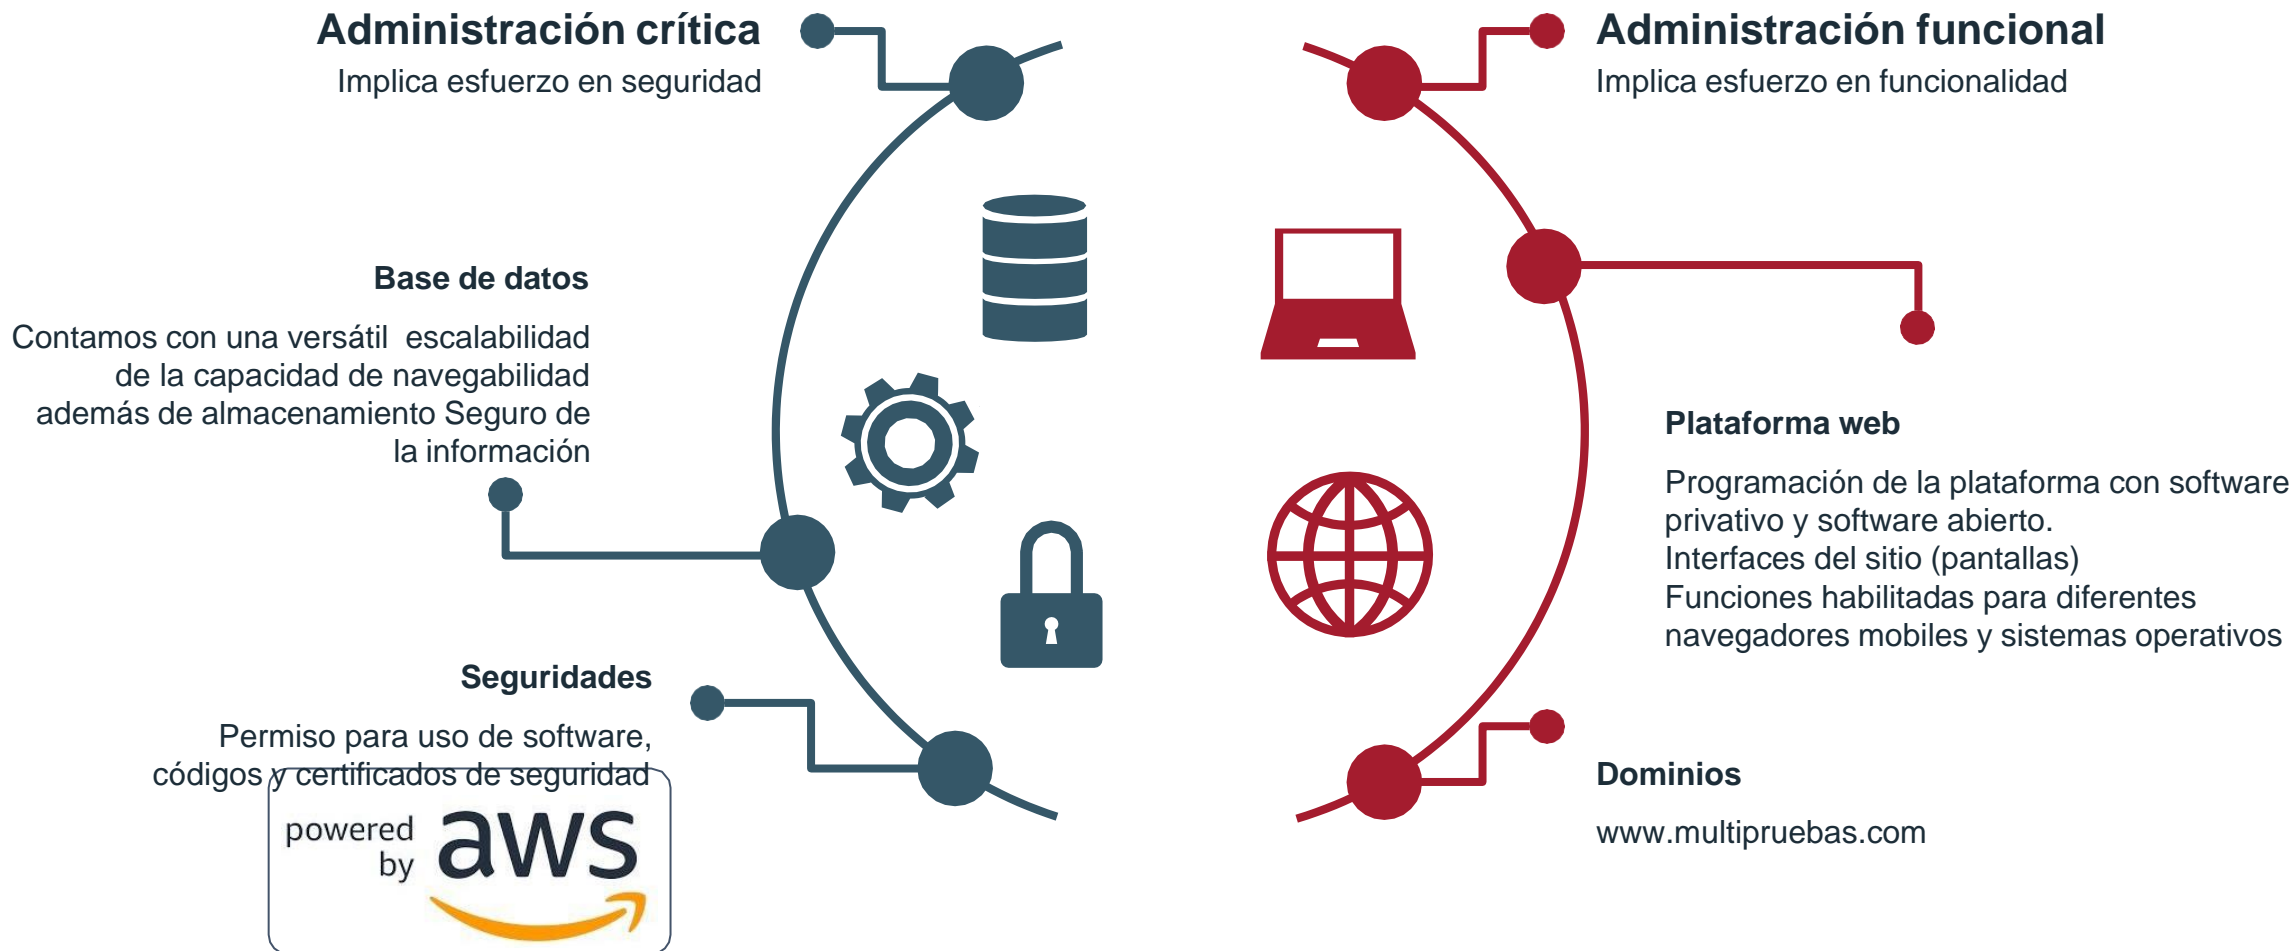 Administración crítica
Implica esfuerzo en seguridad
Base de datos
Contamos con una versátil  escalabilidad
de la capacidad de navegabilidad
además de almacenamiento Seguro de
la información
Seguridades
Permiso para uso de software,
códigos y certificados de seguridad
powered
by
aws
Administración funcional
Implica esfuerzo en funcionalidad
Plataforma web
Programación de la plataforma con software
privativo y software abierto.
Interfaces del sitio (pantallas)
Funciones habilitadas para diferentes
navegadores mobiles y sistemas operativos
Dominios
www.multipruebas.com